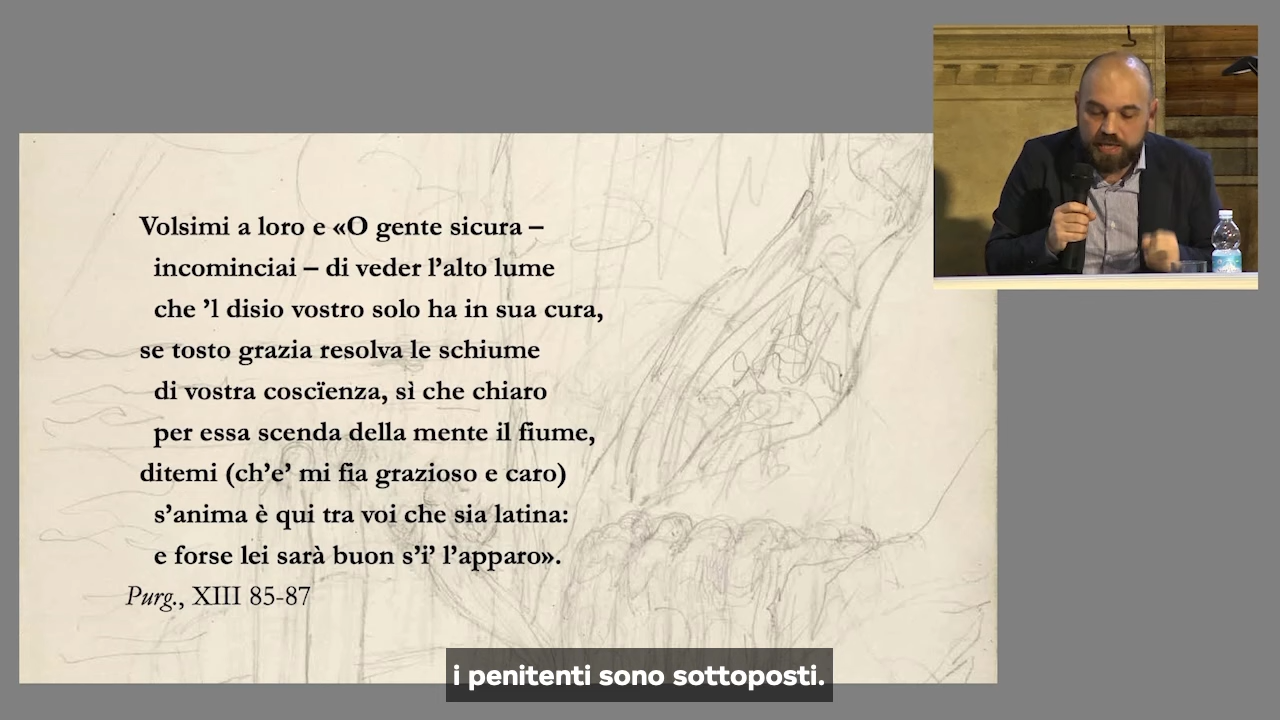 Volsimi a loro e «O gente sicura –
incominciai – di veder l’alto lume
che ’l disio vostro solo ha in sua cura,
se tosto grazia resolva le schiume
di vostra coscïenza, sì che chiaro
per essa scenda della mente il fiume,
ditemi (ch’e’ mi fia grazioso e caro)
s’anima è qui tra voi che sia latina:
e forse lei sarà buon s’i’ l’apparo».
Purg., XIII 85-87
i penitenti sono sottoposti.